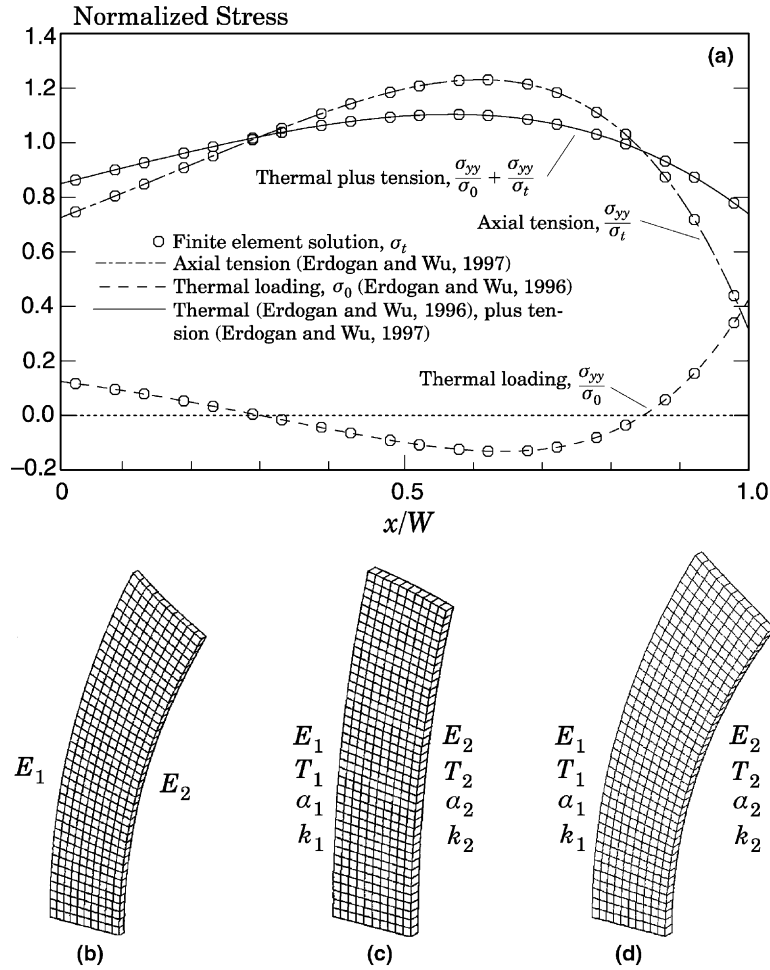 Normalized Stress
1.4
1.2
1.0
0.8
0.6
0.4
0.2
0.0
−0.2
(a)
Thermal plus tension, σyy/σ0 + σyy/σt
Axial tension, σyy/σt
Finite element solution, σt
Axial tension (Erdogan and Wu, 1997)
Thermal loading, σ0 (Erdogan and Wu, 1996)
Thermal (Erdogan and Wu, 1996), plus ten-
sion (Erdogan and Wu, 1997)
Thermal loading, σyy/σ0
0 0.5 1.0
x/W
E1 E2
(b)
E1 E2
T1 T2
α1 α2
k1 k2
(c)
E1 E2
T1 T2
α1 α2
k1 k2
(d)